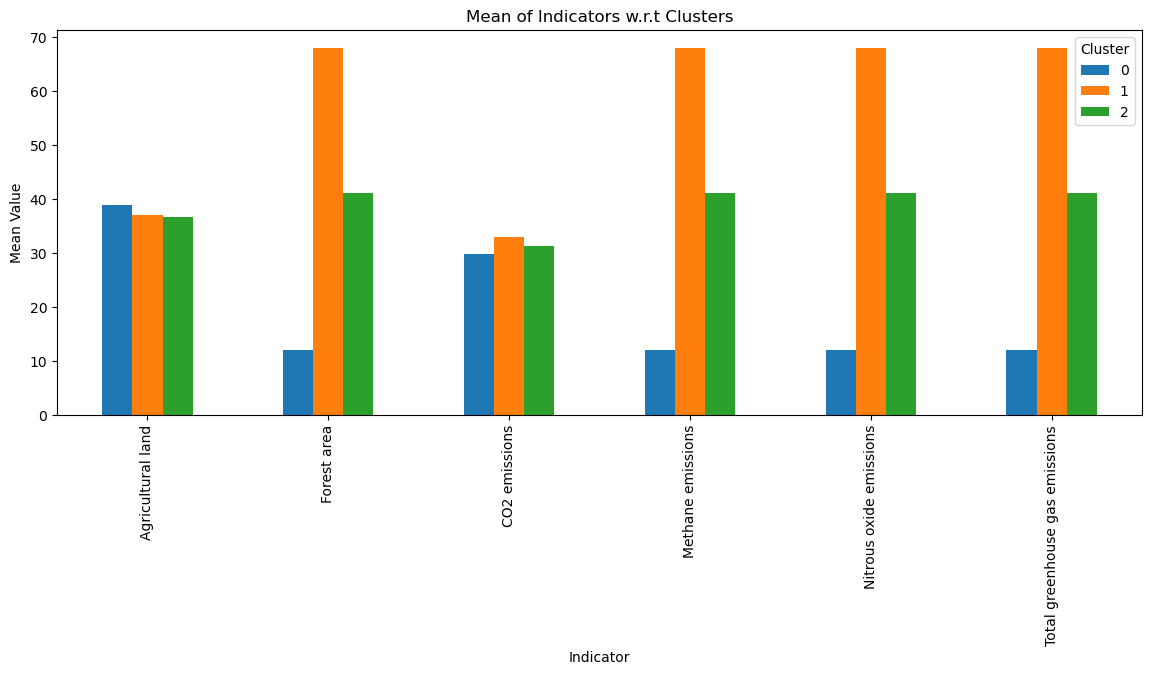 Mean of Indicators w.r.t Clusters
Mean Value
70
60
50
40
30
20
10
0
Cluster
0
1
2
Agricultural land
Forest area
CO2 emissions
Methane emissions
Nitrous oxide emissions
Total greenhouse gas emissions
Indicator